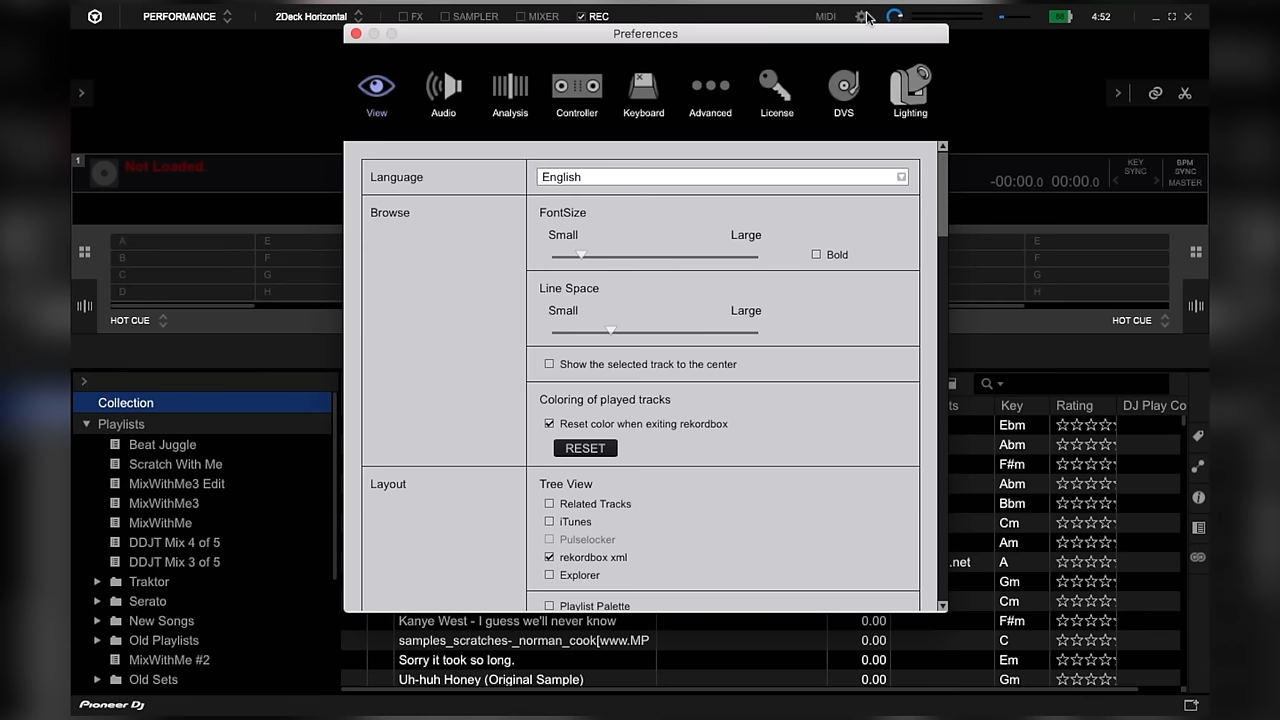 PERFORMANCE 2Deck Horizontal FX SAMPLER MIXER REC MIDI 88 4:52
Preferences
View Audio Analysis Controller Keyboard Advanced License DVS Lighting
1 Not Loaded.
-00:00.0 00:00.0
KEY SYNC
BPM SYNC
MASTER
A E E
B F F
C G G
D H H
HOT CUE HOT CUE
Language English
Browse FontSize
Small Large
Bold
Line Space
Small Large
Show the selected track to the center
Coloring of played tracks
Reset color when exiting rekordbox
RESET
Layout Tree View
Related Tracks
iTunes
Pulselocker
rekordbox xml
Explorer
Playlist Palette
Collection
Playlists
Beat Juggle
Scratch With Me
MixWithMe3 Edit
MixWithMe3
MixWithMe
DDJT Mix 4 of 5
DDJT Mix 3 of 5
Traktor
Serato
New Songs
Old Playlists
MixWithMe #2
Old Sets
ts Key Rating DJ Play Co
Ebm
Abm
F#m
Abm
Bbm
Cm
Am
.net A
Gm
Cm
Kanye West - I guess we'll never know 0.00 F#m
samples_scratches-_norman_cook[www.MP 0.00 C
Sorry it took so long. 0.00 Em
Uh-huh Honey (Original Sample) 0.00 Gm
Pioneer Dj